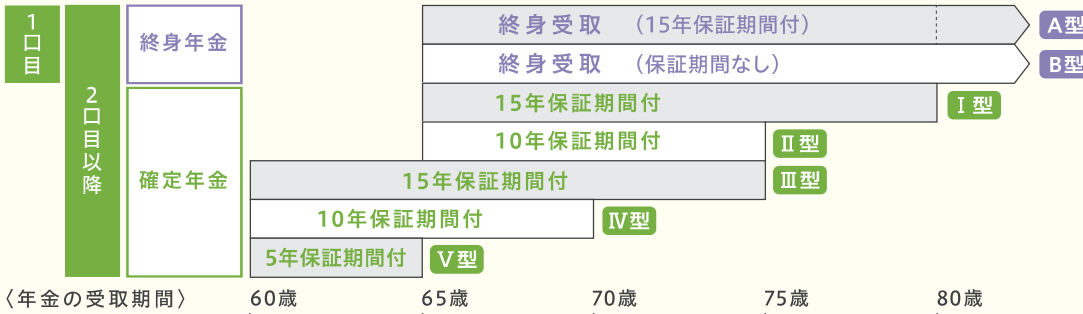 1口目
2口目以降
終身年金
終身受取 （15年保証期間付） A型
終身受取 （保証期間なし） B型
確定年金
15年保証期間付 Ⅰ型
10年保証期間付 Ⅱ型
15年保証期間付 Ⅲ型
10年保証期間付 Ⅳ型
5年保証期間付 Ⅴ型
〈年金の受取期間〉 60歳 65歳 70歳 75歳 80歳